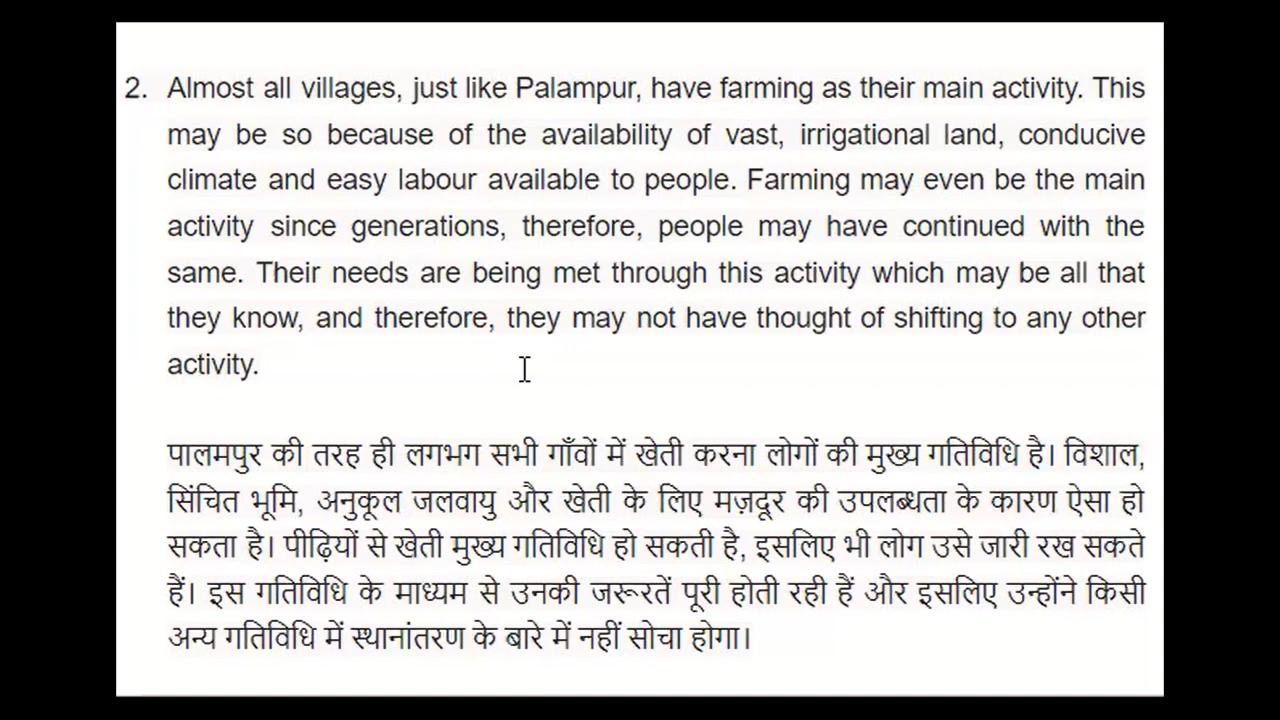 2. Almost all villages, just like Palampur, have farming as their main activity. This
may be so because of the availability of vast, irrigational land, conducive
climate and easy labour available to people. Farming may even be the main
activity since generations, therefore, people may have continued with the
same. Their needs are being met through this activity which may be all that
they know, and therefore, they may not have thought of shifting to any other
activity.
पालमपुर की तरह ही लगभग सभी गाँवों में खेती करना लोगों की मुख्य गतिविधि है। विशाल,
सिंचित भूमि, अनुकूल जलवायु और खेती के लिए मज़दूर की उपलब्धता के कारण ऐसा हो
सकता है। पीढ़ियों से खेती मुख्य गतिविधि हो सकती है, इसलिए भी लोग उसे जारी रख सकते
हैं। इस गतिविधि के माध्यम से उनकी जरूरतें पूरी होती रही हैं और इसलिए उन्होंने किसी
अन्य गतिविधि में स्थानांतरण के बारे में नहीं सोचा होगा।